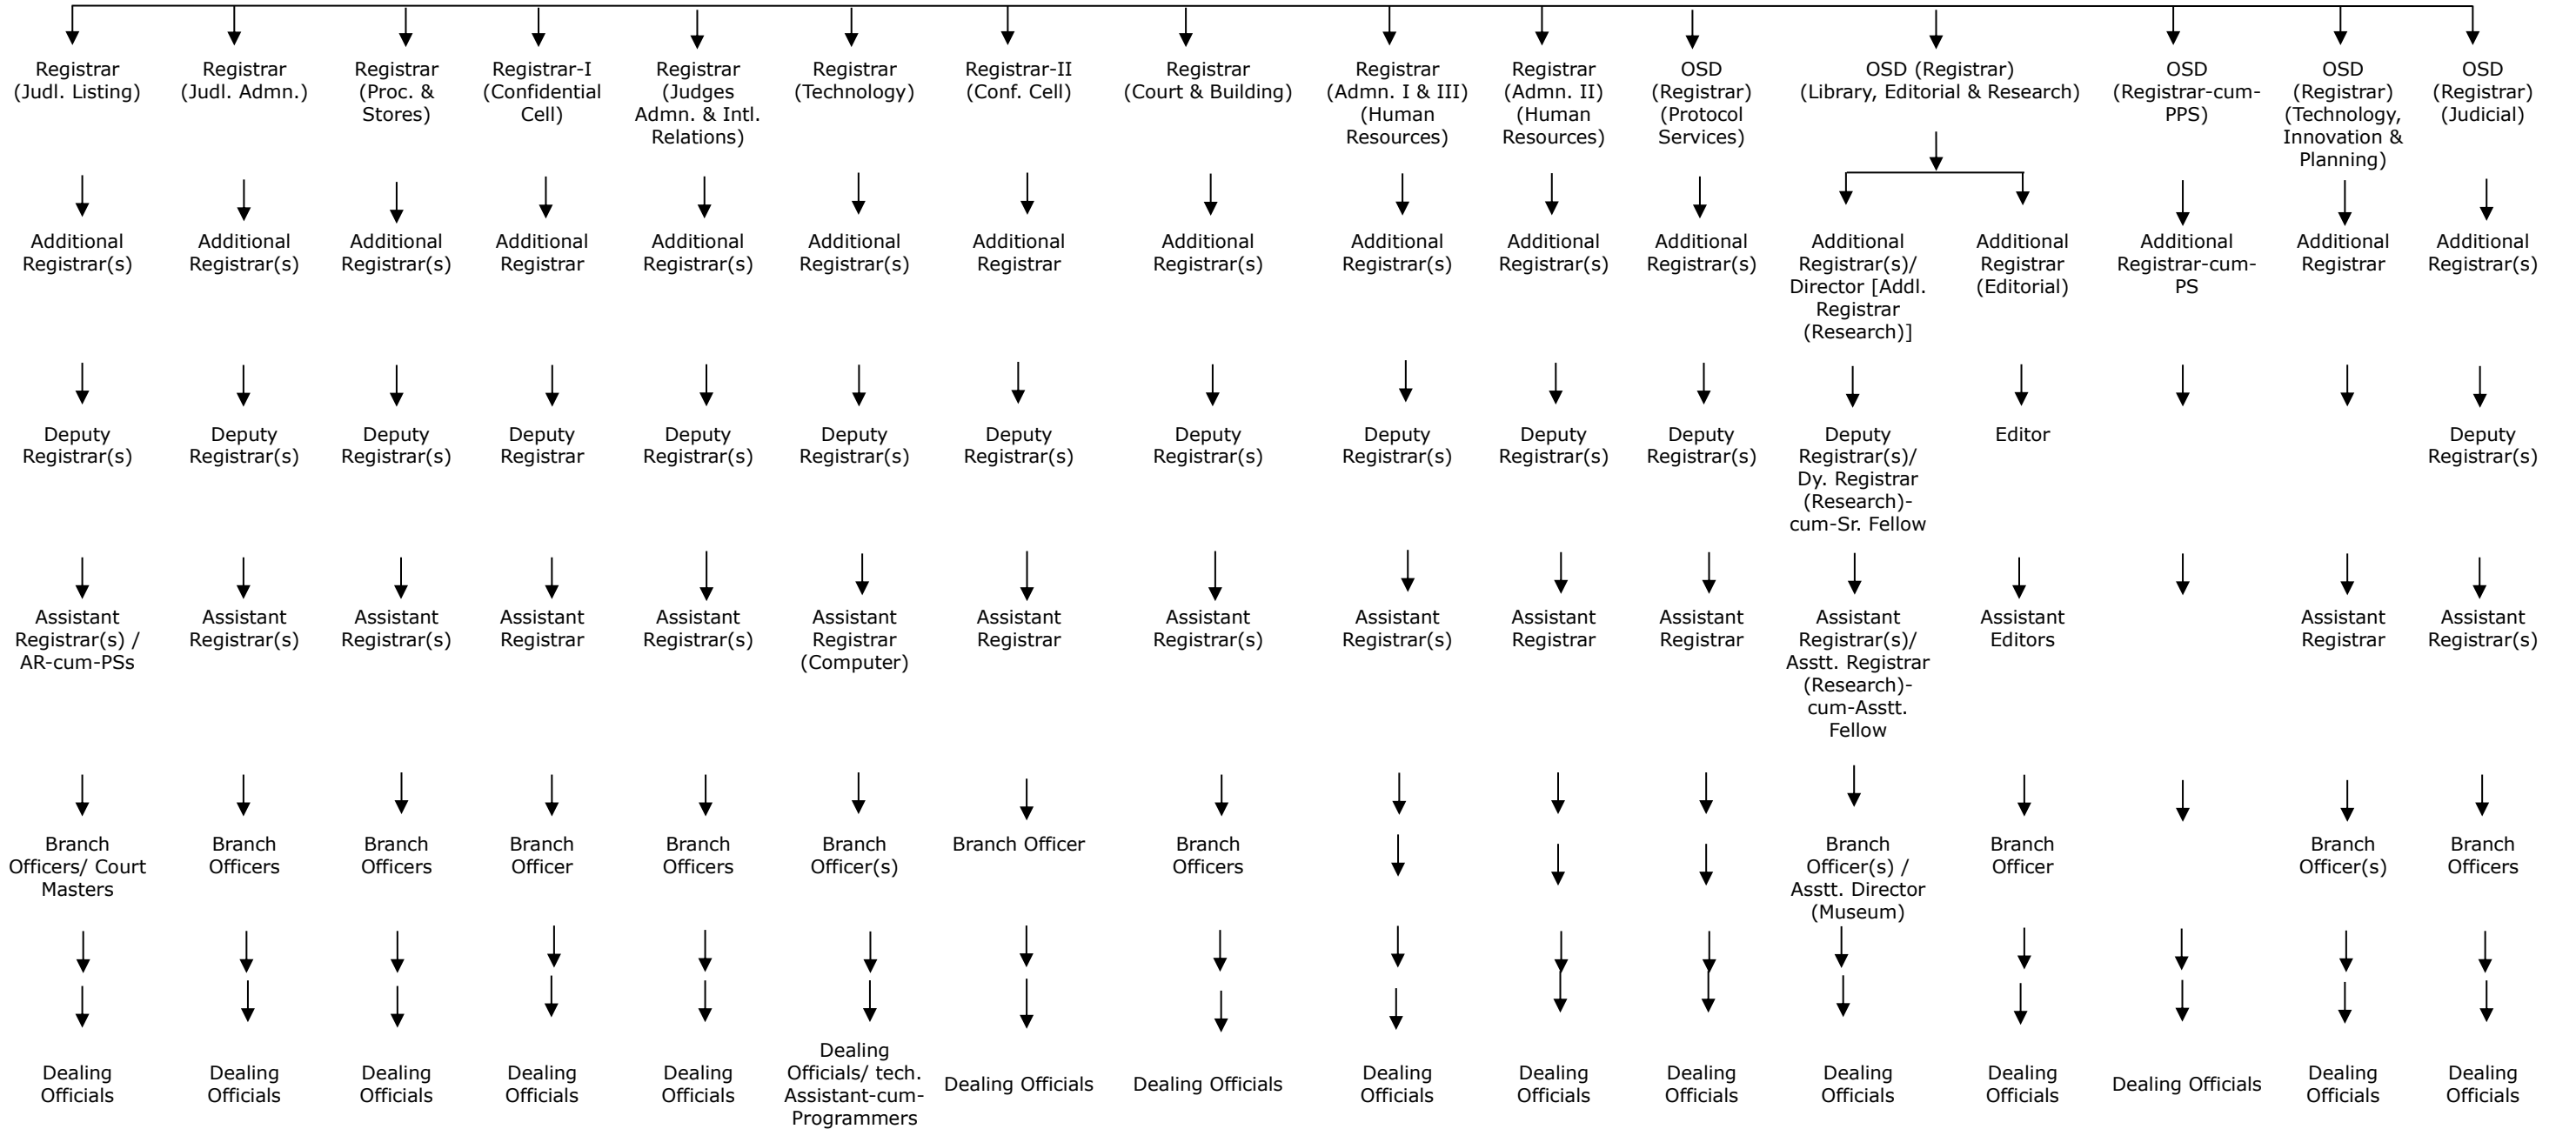 Registrar
(Judl. Listing)
Registrar
(Judl. Admn.)
Registrar
(Proc. &
Stores)
Registrar-I
(Confidential
Cell)
Registrar
(Judges
Admn. & Intl.
Relations)
Registrar
(Technology)
Registrar-II
(Conf. Cell)
Registrar
(Court & Building)
Registrar
(Admn. I & III)
(Human
Resources)
Registrar
(Admn. II)
(Human
Resources)
OSD
(Registrar)
(Protocol
Services)
OSD (Registrar)
(Library, Editorial & Research)
OSD
(Registrar-cum-
PPS)
OSD
(Registrar)
(Technology,
Innovation &
Planning)
OSD
(Registrar)
(Judicial)
Additional
Registrar(s)
Additional
Registrar(s)
Additional
Registrar(s)
Additional
Registrar
Additional
Registrar(s)
Additional
Registrar(s)
Additional
Registrar
Additional
Registrar(s)
Additional
Registrar(s)
Additional
Registrar(s)
Additional
Registrar(s)
Additional
Registrar(s)/
Director [Addl.
Registrar
(Research)]
Additional
Registrar
(Editorial)
Additional
Registrar-cum-
PS
Additional
Registrar
Additional
Registrar(s)
Deputy
Registrar(s)
Deputy
Registrar(s)
Deputy
Registrar(s)
Deputy
Registrar
Deputy
Registrar(s)
Deputy
Registrar(s)
Deputy
Registrar(s)
Deputy
Registrar(s)
Deputy
Registrar(s)
Deputy
Registrar(s)
Deputy
Registrar(s)
Deputy
Registrar(s)/
Dy. Registrar
(Research)-
cum-Sr. Fellow
Editor
Deputy
Registrar(s)
Assistant
Registrar(s) /
AR-cum-PSs
Assistant
Registrar(s)
Assistant
Registrar(s)
Assistant
Registrar
Assistant
Registrar(s)
Assistant
Registrar
(Computer)
Assistant
Registrar
Assistant
Registrar(s)
Assistant
Registrar(s)
Assistant
Registrar
Assistant
Registrar
Assistant
Registrar(s)/
Asstt. Registrar
(Research)-
cum-Asstt.
Fellow
Assistant
Editors
Assistant
Registrar
Assistant
Registrar(s)
Branch
Officers/ Court
Masters
Branch
Officers
Branch
Officers
Branch
Officer
Branch
Officers
Branch
Officer(s)
Branch Officer
Branch
Officers
Branch
Officer(s) /
Asstt. Director
(Museum)
Branch
Officer
Branch
Officer(s)
Branch
Officers
Dealing
Officials
Dealing
Officials
Dealing
Officials
Dealing
Officials
Dealing
Officials
Dealing
Officials/ tech.
Assistant-cum-
Programmers
Dealing Officials
Dealing Officials
Dealing
Officials
Dealing
Officials
Dealing
Officials
Dealing
Officials
Dealing
Officials
Dealing Officials
Dealing
Officials
Dealing
Officials